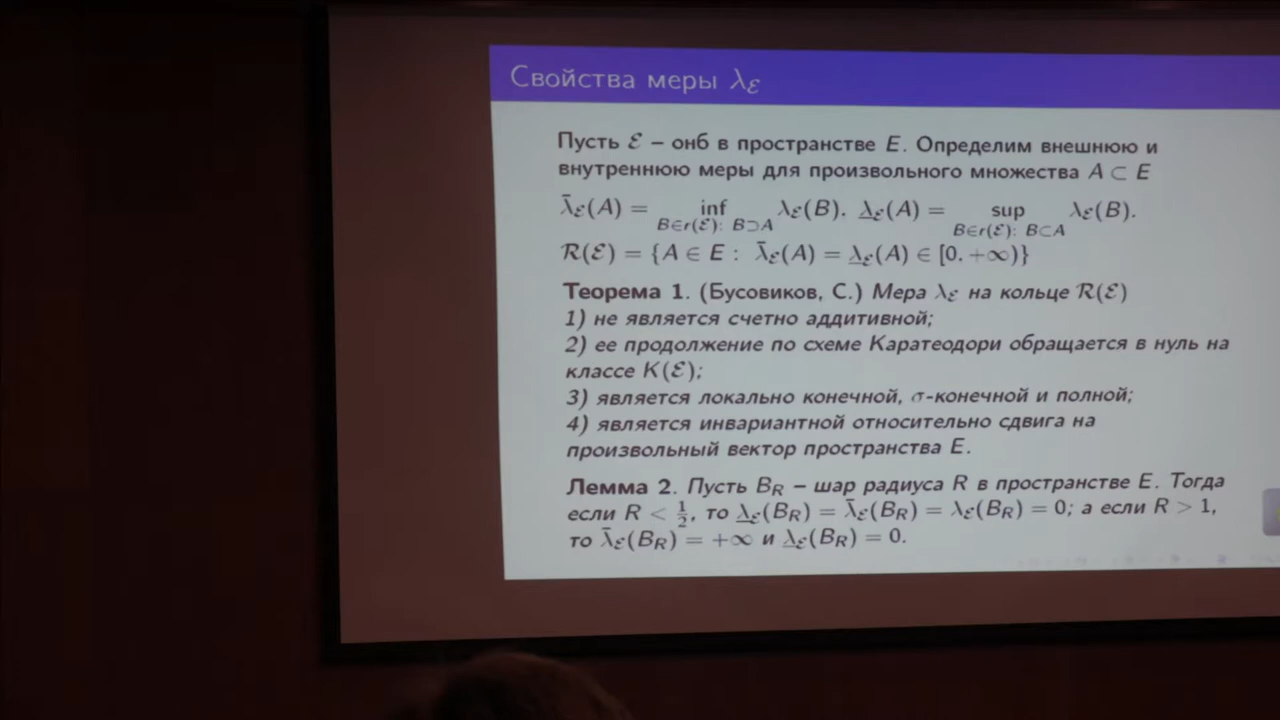 Свойства меры λ_ℰ
Пусть ℰ – онб в пространстве E. Определим внешнюю и
внутреннюю меры для произвольного множества A ⊂ E
λ̄_ℰ(A) = inf_{B∈r(ℰ): B⊃A} λ_ℰ(B). λ̲_ℰ(A) = sup_{B∈r(ℰ): B⊂A} λ_ℰ(B).
ℛ(ℰ) = {A ∈ E : λ̄_ℰ(A) = λ̲_ℰ(A) ∈ [0. +∞)}
Теорема 1. (Бусовиков, С.) Мера λ_ℰ на кольце ℛ(ℰ)
1) не является счетно аддитивной;
2) ее продолжение по схеме Каратеодори обращается в нуль на
классе K(ℰ);
3) является локально конечной, σ-конечной и полной;
4) является инвариантной относительно сдвига на
произвольный вектор пространства E.
Лемма 2. Пусть B_R – шар радиуса R в пространстве E. Тогда
если R < 1/2, то λ̲_ℰ(B_R) = λ̄_ℰ(B_R) = λ_ℰ(B_R) = 0; а если R > 1,
то λ̄_ℰ(B_R) = +∞ и λ̲_ℰ(B_R) = 0.